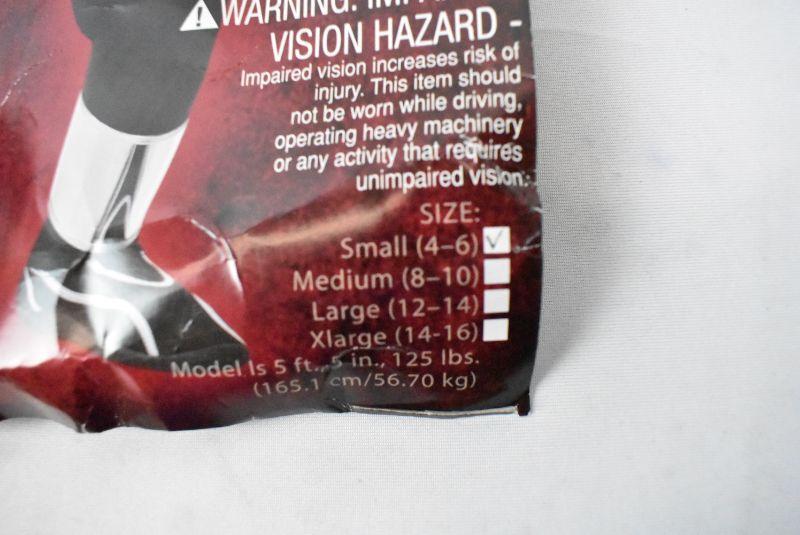 WARNING:
VISION HAZARD -
Impaired vision increases risk of
injury. This item should
not be worn while driving,
operating heavy machinery
or any activity that requires
unimpaired vision.
SIZE:
Small (4–6)
Medium (8–10)
Large (12–14)
Xlarge (14-16)
Model Is 5 ft., 5 in., 125 lbs.
(165.1 cm/56.70 kg)